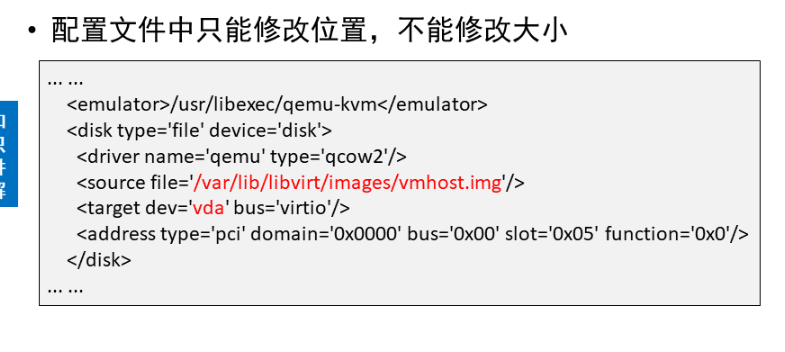 • 配置文件中只能修改位置，不能修改大小
... ...
<emulator>/usr/libexec/qemu-kvm</emulator>
<disk type='file' device='disk'>
<driver name='qemu' type='qcow2'/>
<source file='/var/lib/libvirt/images/vmhost.img'/>
<target dev='vda' bus='virtio'/>
<address type='pci' domain='0x0000' bus='0x00' slot='0x05' function='0x0'/>
</disk>
... ...